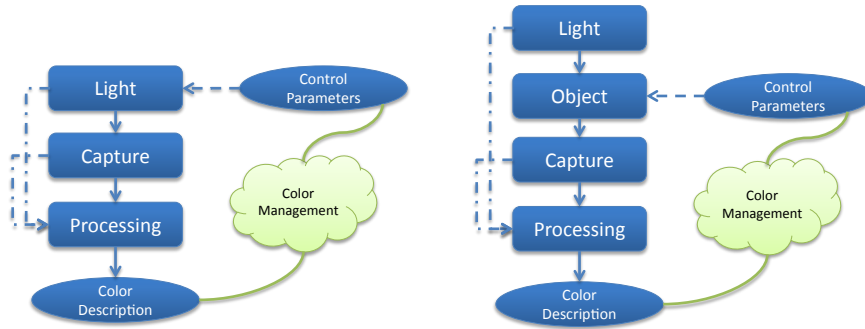 Light
Control
Parameters
Capture
Color
Management
Processing
Color
Description
Light
Object
Control
Parameters
Capture
Color
Management
Processing
Color
Description